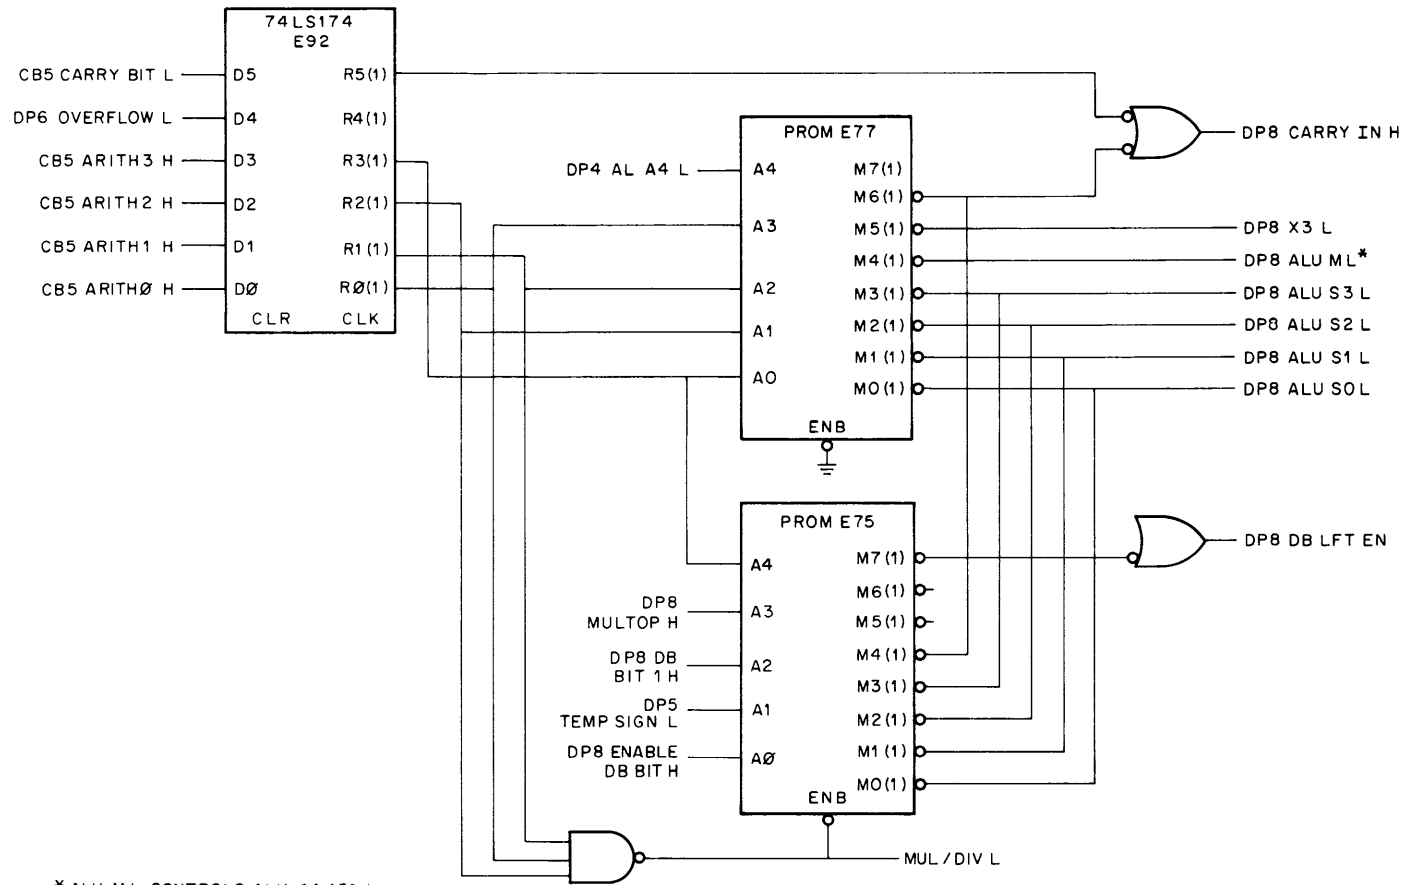 74LS174
E92
CB5 CARRY BIT L
D5
R5(1)
DP6 OVERFLOW L
D4
R4(1)
CB5 ARITH3 H
D3
R3(1)
CB5 ARITH2 H
D2
R2(1)
CB5 ARITH1 H
D1
R1(1)
CB5 ARITHØ H
DØ
RØ(1)
CLR
CLK
PROM E77
DP4 AL A4 L
A4
A3
A2
A1
A0
M7(1)
M6(1)
M5(1)
M4(1)
M3(1)
M2(1)
M1(1)
M0(1)
ENB
DP8 CARRY IN H
DP8 X3 L
DP8 ALU ML*
DP8 ALU S3 L
DP8 ALU S2 L
DP8 ALU S1 L
DP8 ALU S0 L
PROM E75
A4
DP8
MULTOP H
A3
DP8 DB
BIT 1 H
A2
DP5
TEMP SIGN L
A1
DP8 ENABLE
DB BIT H
AØ
M7(1)
M6(1)
M5(1)
M4(1)
M3(1)
M2(1)
M1(1)
M0(1)
ENB
DP8 DB LFT EN
MUL/DIV L